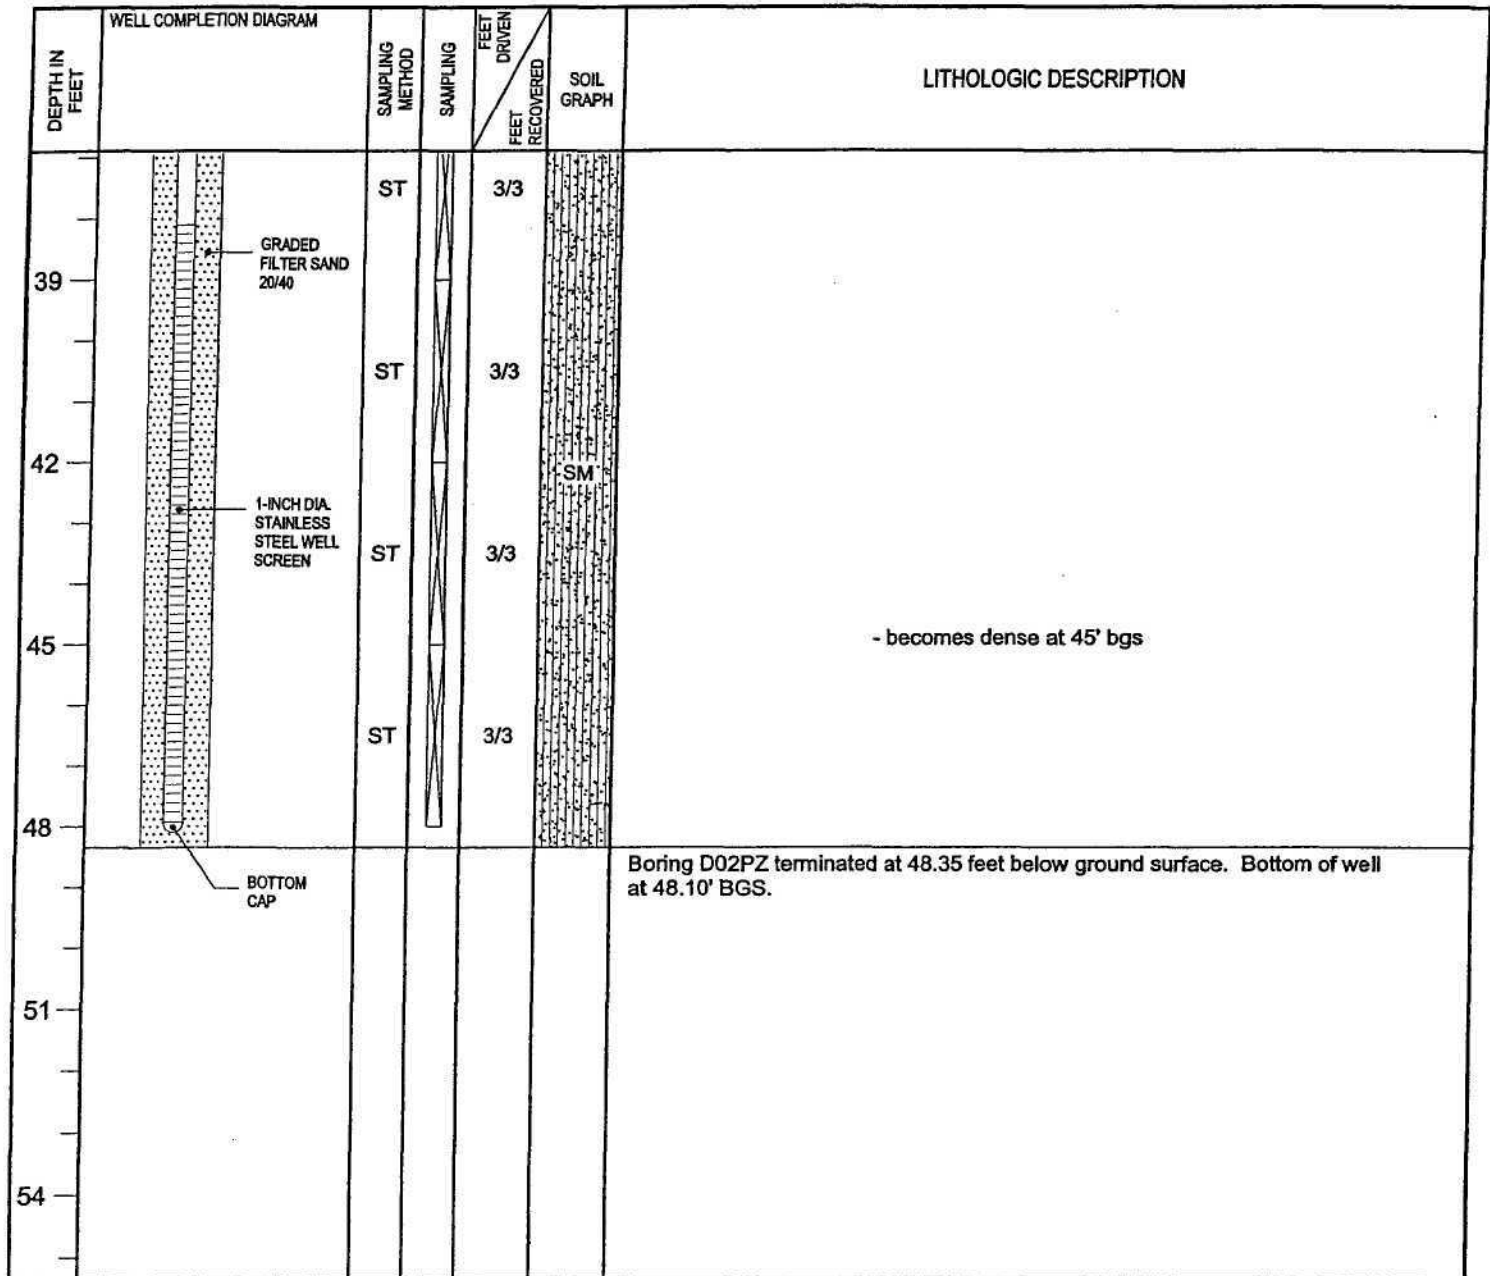 WELL COMPLETION DIAGRAM
DEPTH IN
FEET
SAMPLING
METHOD
SAMPLING
FEET
DRIVEN
FEET
RECOVERED
SOIL
GRAPH
LITHOLOGIC DESCRIPTION
ST
3/3
GRADED
FILTER SAND
20/40
39
ST
3/3
42
SM
1-INCH DIA.
STAINLESS
STEEL WELL
SCREEN
ST
3/3
45
- becomes dense at 45' bgs
ST
3/3
48
Boring D02PZ terminated at 48.35 feet below ground surface. Bottom of well
at 48.10' BGS.
BOTTOM
CAP
51
54